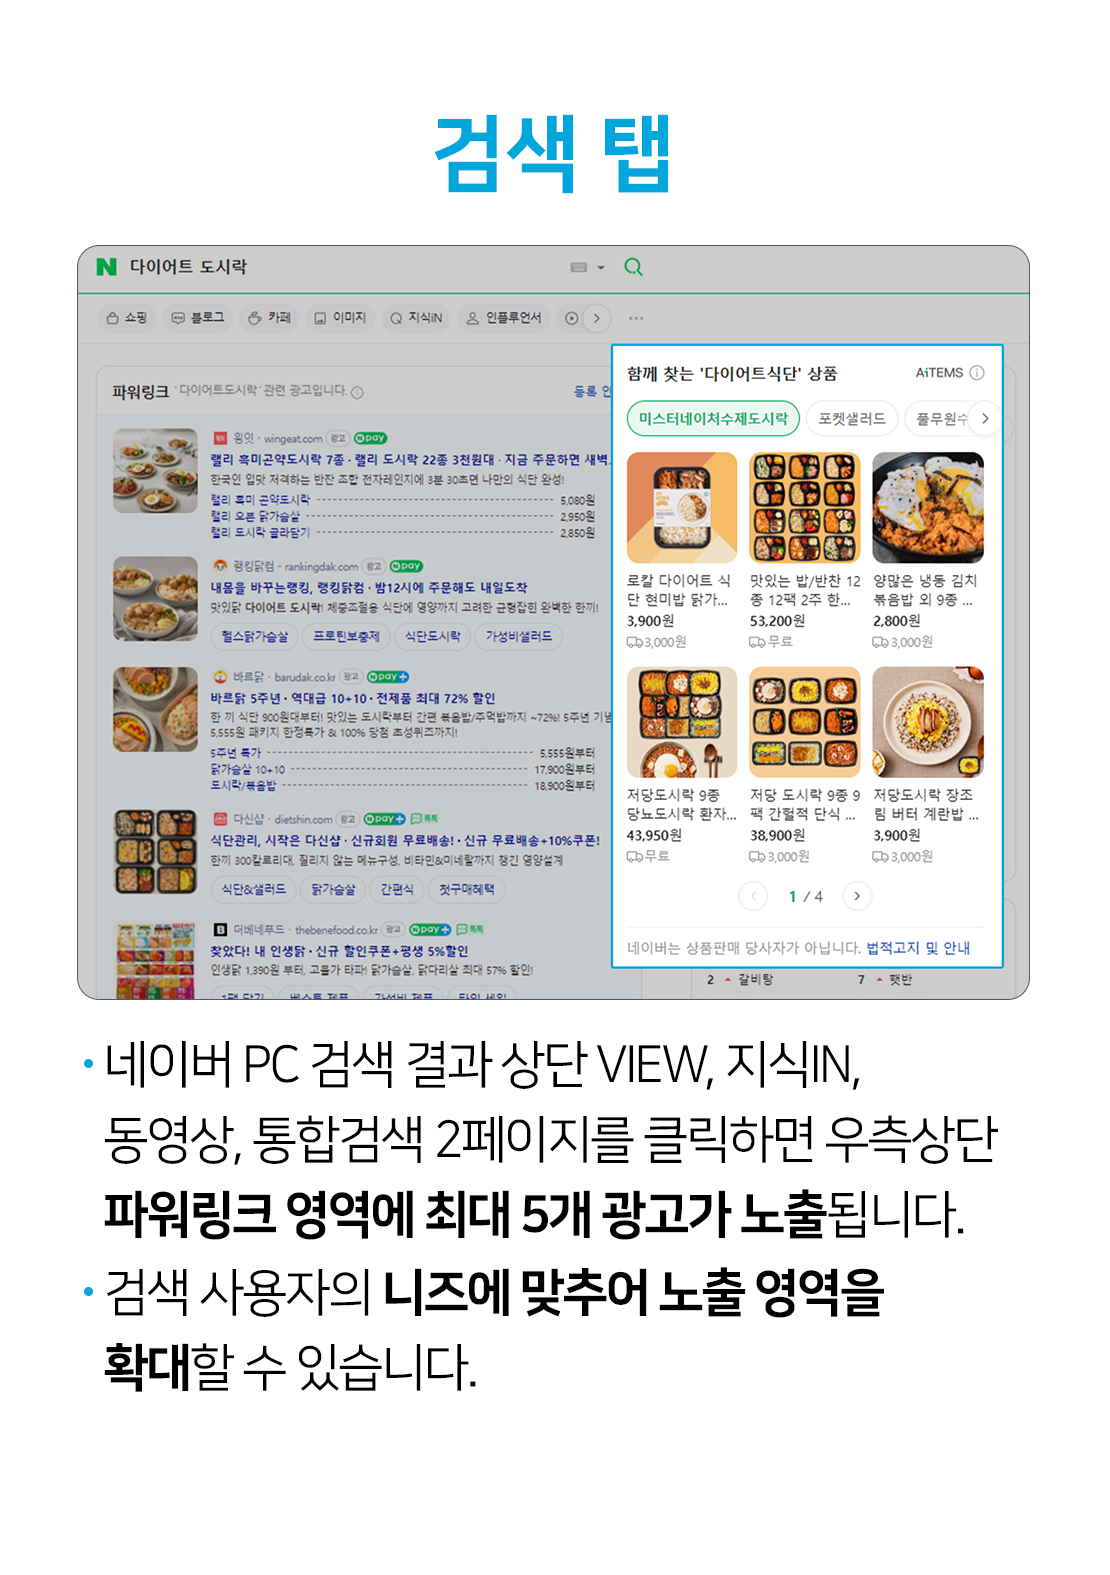 검색 탭
N 다이어트 도시락
쇼핑 블로그 카페 이미지 지식iN 인플루언서
파워링크 '다이어트도시락' 관련 광고입니다.
등록 안
윙잇 · wingeat.com 광고 N pay
랠리 흑미곤약도시락 7종 · 랠리 도시락 22종 3천원대 · 지금 주문하면 새벽..
한국인 입맛 저격하는 반찬 조합 전자레인지에 3분 30초면 나만의 식단 완성!
랠리 흑미 곤약도시락 5,080원
랠리 오븐 닭가슴살 2,950원
랠리 도시락 골라담기 2,850원
랭킹닭컴 · rankingdak.com 광고 N pay
내몸을 바꾸는랭킹, 랭킹닭컴 · 밤12시에 주문해도 내일도착
맛있닭 다이어트 도시락! 체중조절용 식단에 영양까지 고려한 균형잡힌 완벽한 한끼!
헬스닭가슴살 프로틴보충제 식단도시락 가성비샐러드
바르닭 · barudak.co.kr 광고 N pay+
바르닭 5주년 · 역대급 10+10 · 전제품 최대 72% 할인
한 끼 식단 900원대부터! 맛있는 도시락부터 간편 볶음밥/주먹밥까지 ~72%! 5주년 기념
5,555원 패키지 한정특가 & 100% 당첨 초성퀴즈까지!
5주년 특가 5,555원부터
닭가슴살 10+10 17,900원부터
도시락/볶음밥 18,900원부터
다신샵 · dietshin.com 광고 N pay+ 톡톡
식단관리, 시작은 다신샵 · 신규회원 무료배송! · 신규 무료배송+10%쿠폰!
한끼 300칼로리대, 질리지 않는 메뉴구성, 비타민&미네랄까지 챙긴 영양설계
식단&샐러드 닭가슴살 간편식 첫구매혜택
더베네푸드 · thebenefood.co.kr 광고 N pay+ 톡톡
찾았다! 내 인생닭 · 신규 할인쿠폰+평생 5%할인
인생닭 1,390원 부터, 고를가 타파! 닭가슴살, 닭다리살 최대 57% 할인!
1팩 담기 베스트 제품 가성비 제품 타임 세일
함께 찾는 '다이어트식단' 상품 AiTEMS
미스터네이처수제도시락 포켓샐러드 풀무원수
로칼 다이어트 식
단 현미밥 닭가...
3,900원
3,000원
맛있는 밥/반찬 12
종 12팩 2주 한...
53,200원
무료
양많은 냉동 김치
볶음밥 외 9종 ...
2,800원
3,000원
저당도시락 9종
당뇨도시락 환자...
43,950원
무료
저당 도시락 9종 9
팩 간헐적 단식 ...
38,900원
3,000원
저당도시락 장조
림 버터 계란밥 ...
3,900원
3,000원
1 / 4
네이버는 상품판매 당사자가 아닙니다. 법적고지 및 안내
2 갈비탕 7 햇반
• 네이버 PC 검색 결과 상단 VIEW, 지식IN,
동영상, 통합검색 2페이지를 클릭하면 우측상단
파워링크 영역에 최대 5개 광고가 노출됩니다.
• 검색 사용자의 니즈에 맞추어 노출 영역을
확대할 수 있습니다.